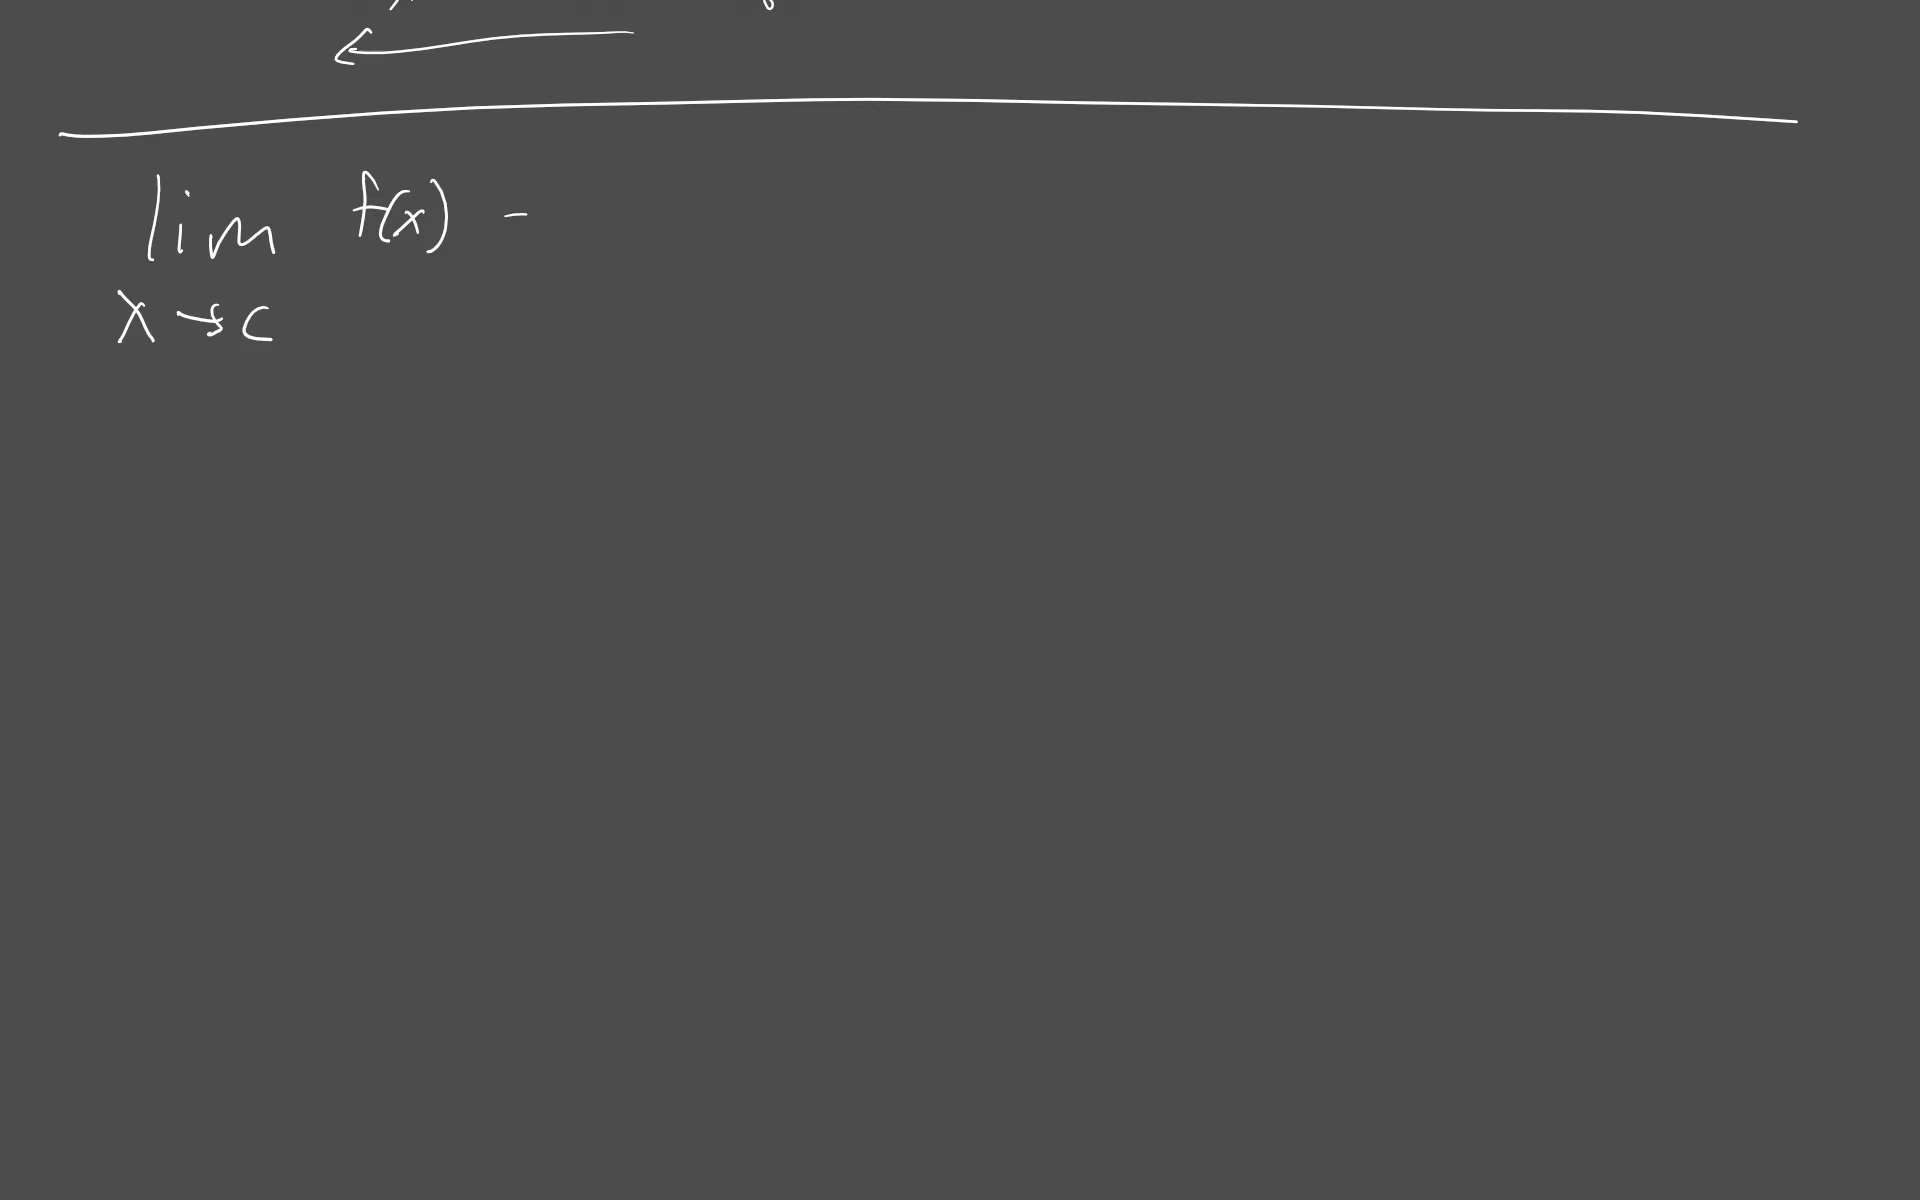 lim f(x) -
x→c